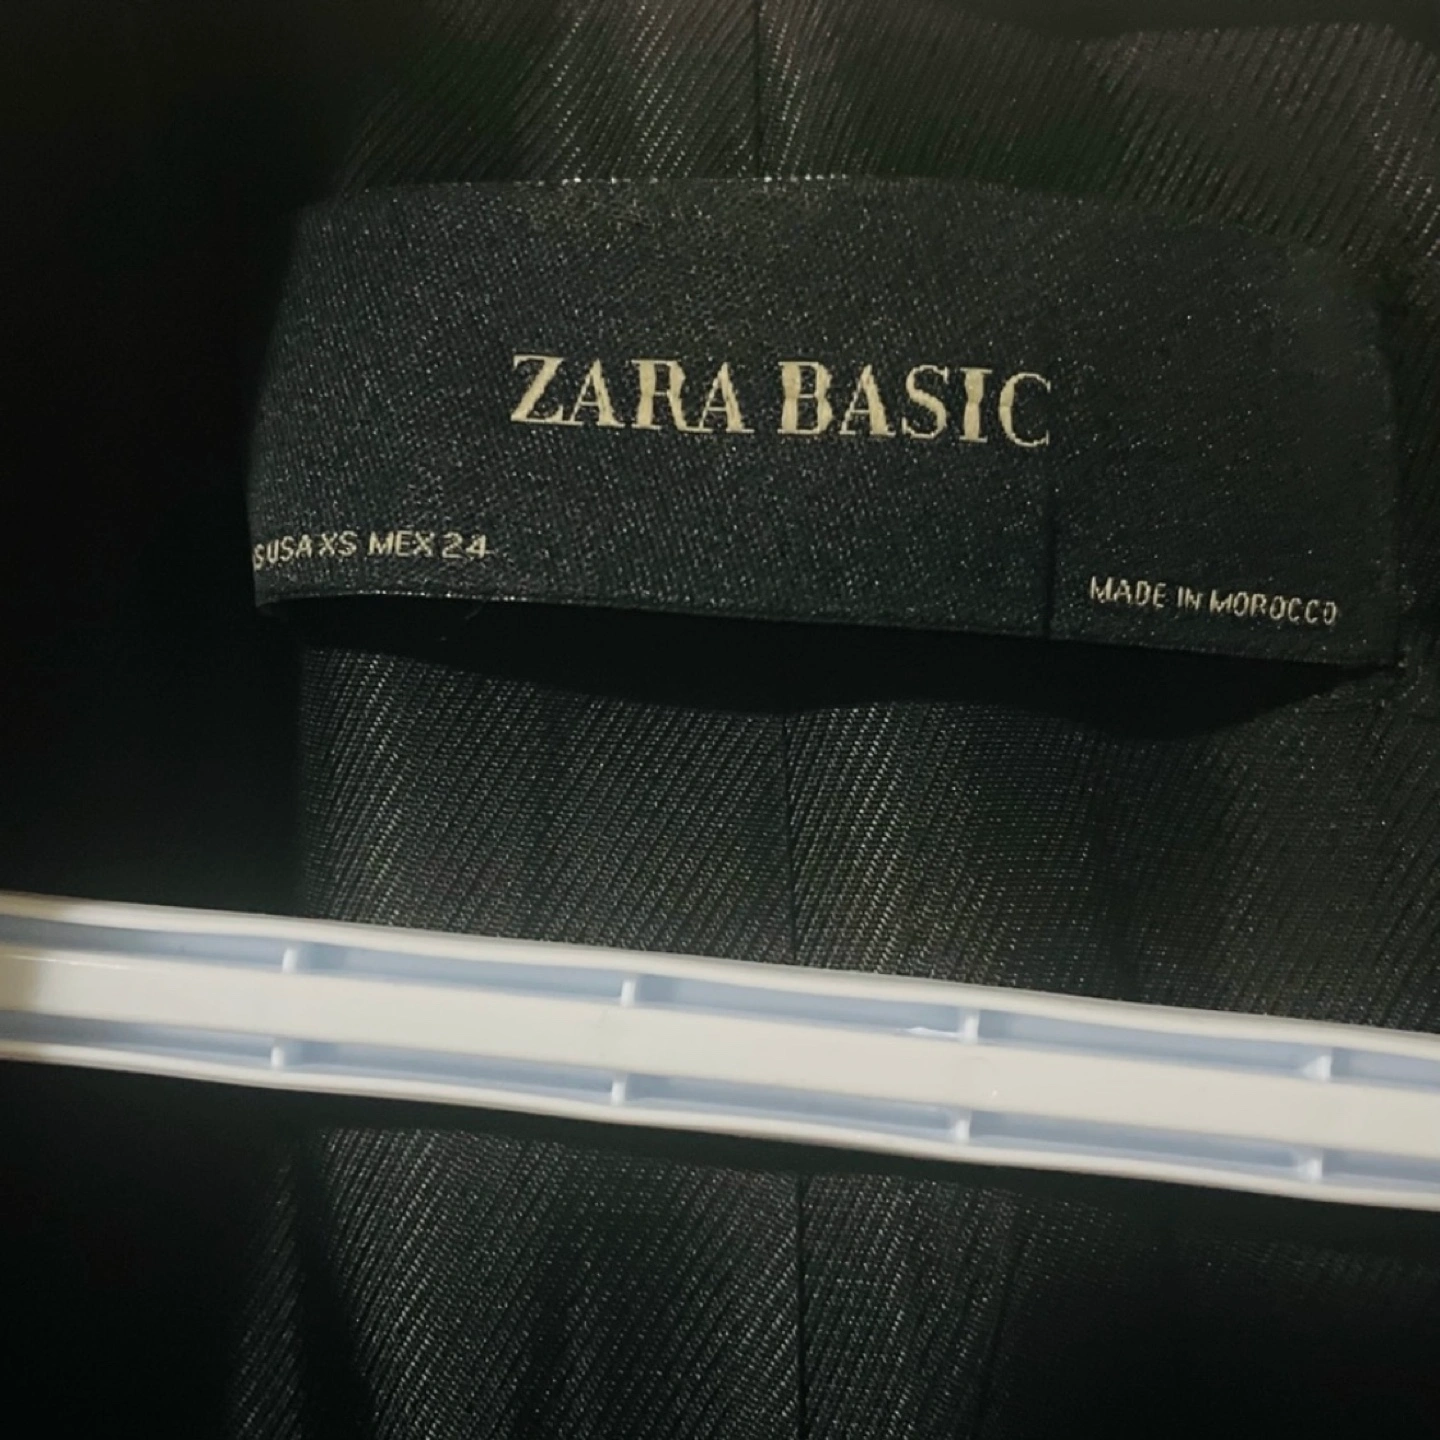 ZARA BASIC
S USA XS MEX 24
MADE IN MOROCCO